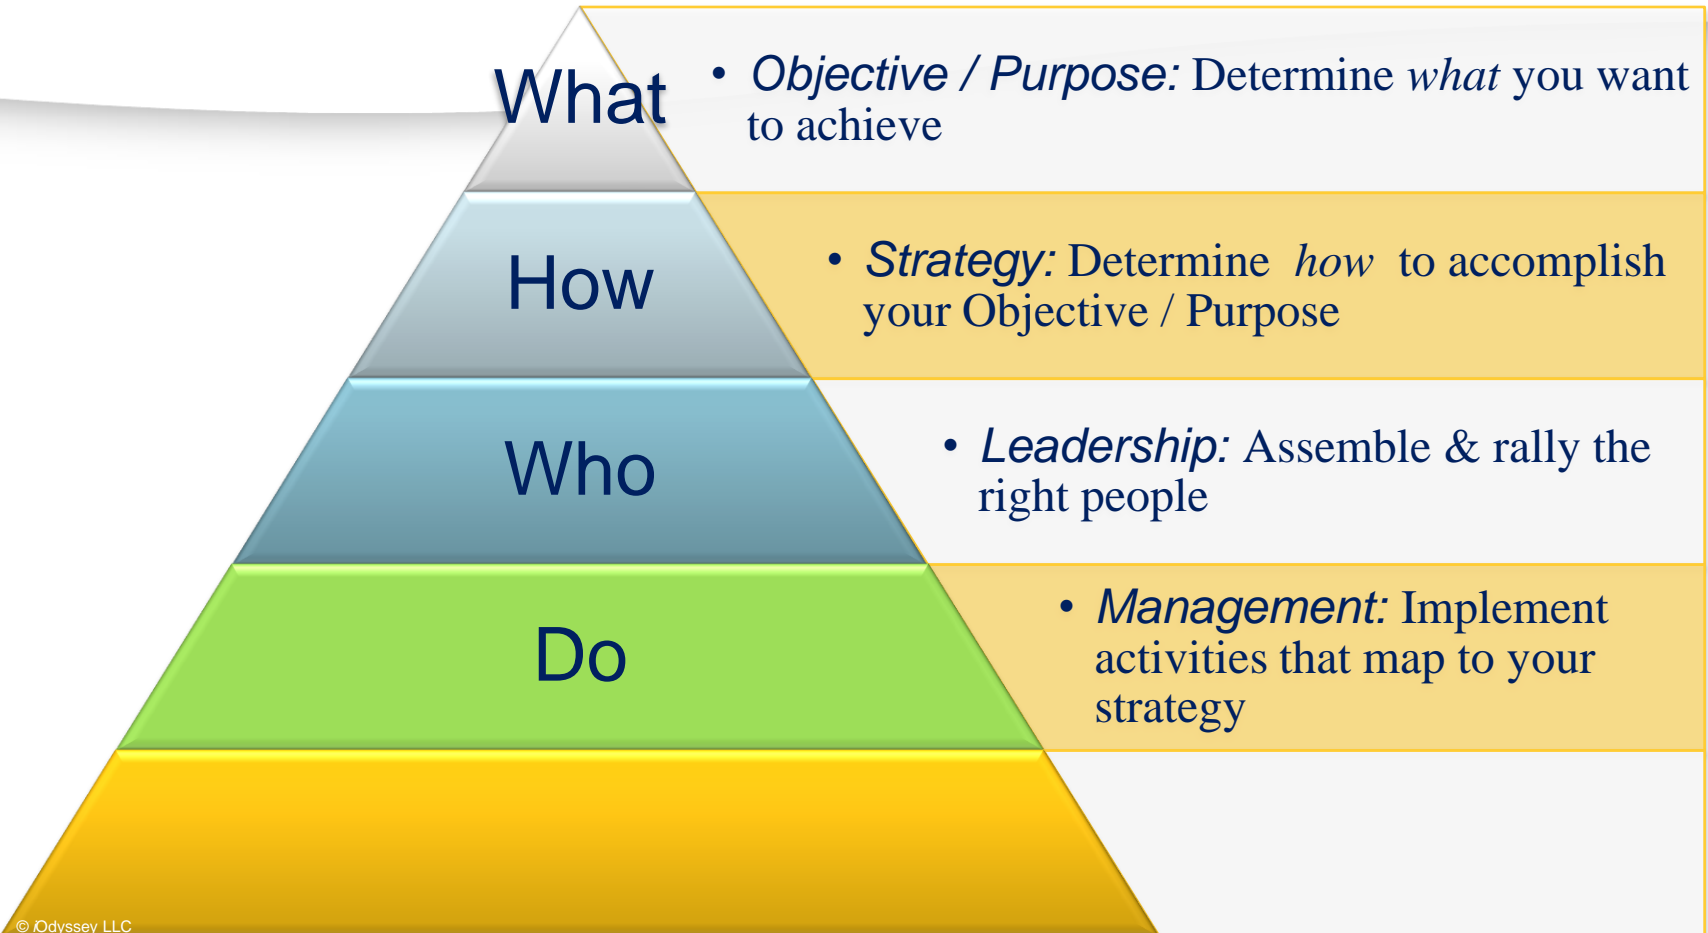 What
• Objective / Purpose: Determine what you want
to achieve
How
• Strategy: Determine how to accomplish
your Objective / Purpose
Who
• Leadership: Assemble & rally the
right people
Do
• Management: Implement
activities that map to your
strategy
© iOdyssey LLC